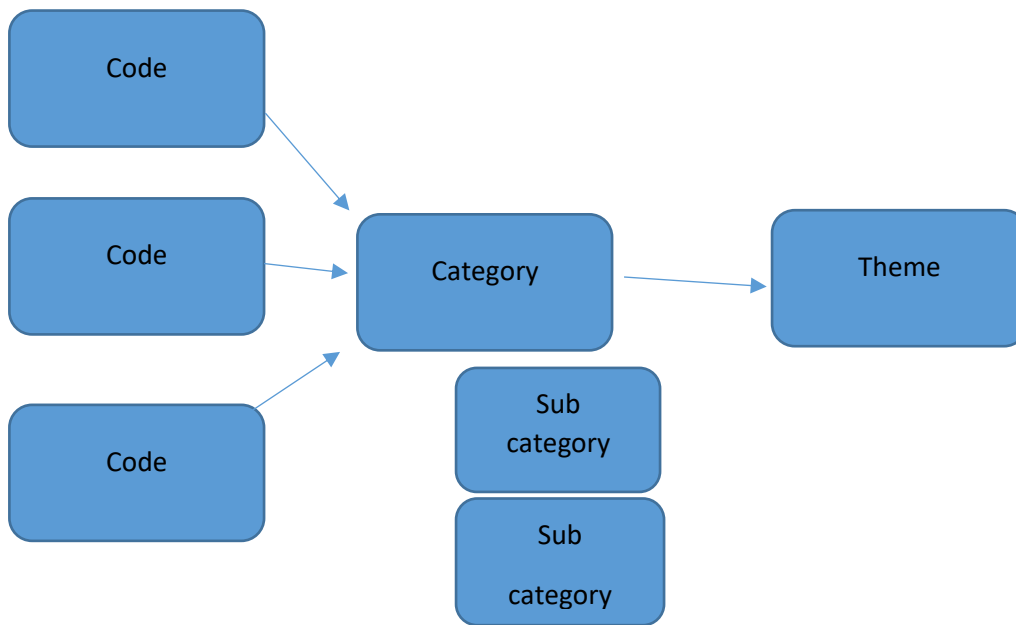 Code
Code
Category
Theme
Code
Sub
category
Sub
category